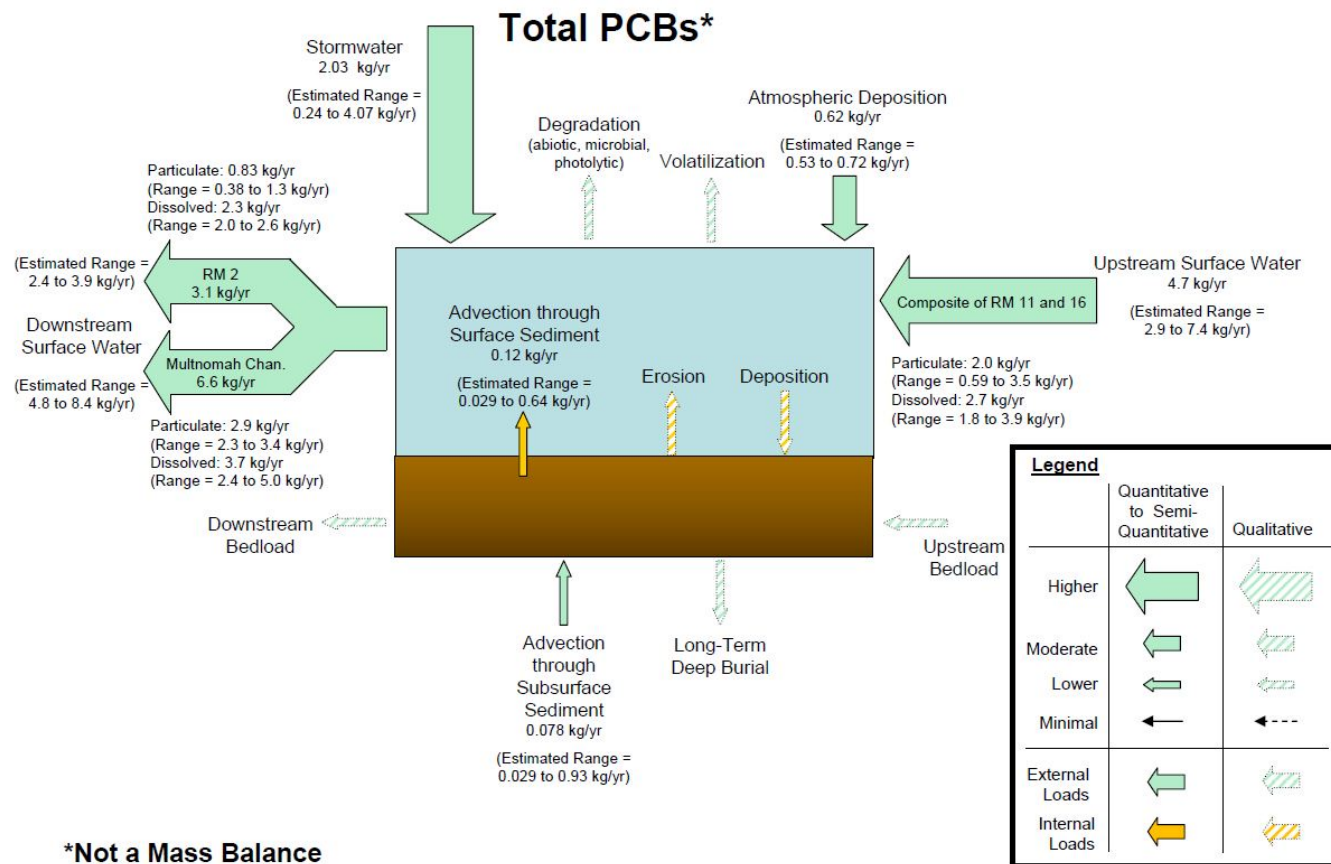 Total PCBs*
Stormwater
2.03 kg/yr
(Estimated Range =
0.24 to 4.07 kg/yr)
Degradation
(abiotic, microbial,
photolytic)
Volatilization
Atmospheric Deposition
0.62 kg/yr
(Estimated Range =
0.53 to 0.72 kg/yr)
Particulate: 0.83 kg/yr
(Range = 0.38 to 1.3 kg/yr)
Dissolved: 2.3 kg/yr
(Range = 2.0 to 2.6 kg/yr)
(Estimated Range =
2.4 to 3.9 kg/yr)
RM 2
3.1 kg/yr
Downstream
Surface Water
Multnomah Chan.
6.6 kg/yr
(Estimated Range =
4.8 to 8.4 kg/yr)
Particulate: 2.9 kg/yr
(Range = 2.3 to 3.4 kg/yr)
Dissolved: 3.7 kg/yr
(Range = 2.4 to 5.0 kg/yr)
Advection through
Surface Sediment
0.12 kg/yr
(Estimated Range =
0.029 to 0.64 kg/yr)
Erosion
Deposition
Composite of RM 11 and 16
Upstream Surface Water
4.7 kg/yr
(Estimated Range =
2.9 to 7.4 kg/yr)
Particulate: 2.0 kg/yr
(Range = 0.59 to 3.5 kg/yr)
Dissolved: 2.7 kg/yr
(Range = 1.8 to 3.9 kg/yr)
Downstream
Bedload
Upstream
Bedload
Advection
through
Subsurface
Sediment
0.078 kg/yr
(Estimated Range =
0.029 to 0.93 kg/yr)
Long-Term
Deep Burial
Legend
Quantitative
to Semi-
Quantitative
Qualitative
Higher
Moderate
Lower
Minimal
External
Loads
Internal
Loads
*Not a Mass Balance